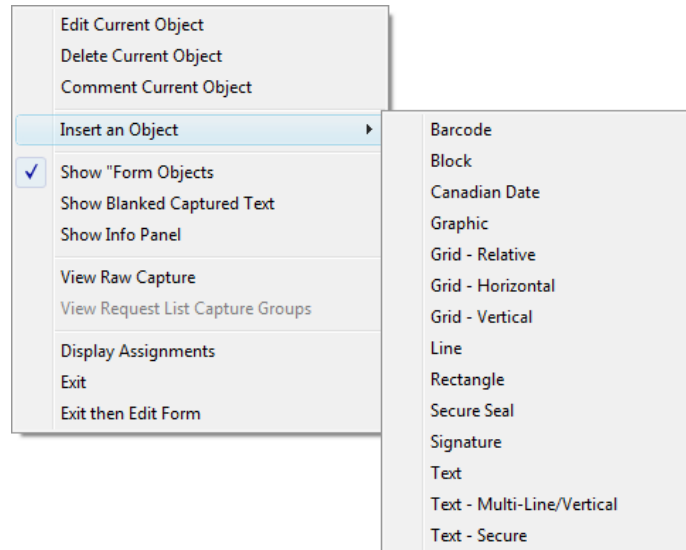 Edit Current Object
Delete Current Object
Comment Current Object
Insert an Object
Show "Form Objects
Show Blanked Captured Text
Show Info Panel
View Raw Capture
View Request List Capture Groups
Display Assignments
Exit
Exit then Edit Form
Barcode
Block
Canadian Date
Graphic
Grid - Relative
Grid - Horizontal
Grid - Vertical
Line
Rectangle
Secure Seal
Signature
Text
Text - Multi-Line/Vertical
Text - Secure